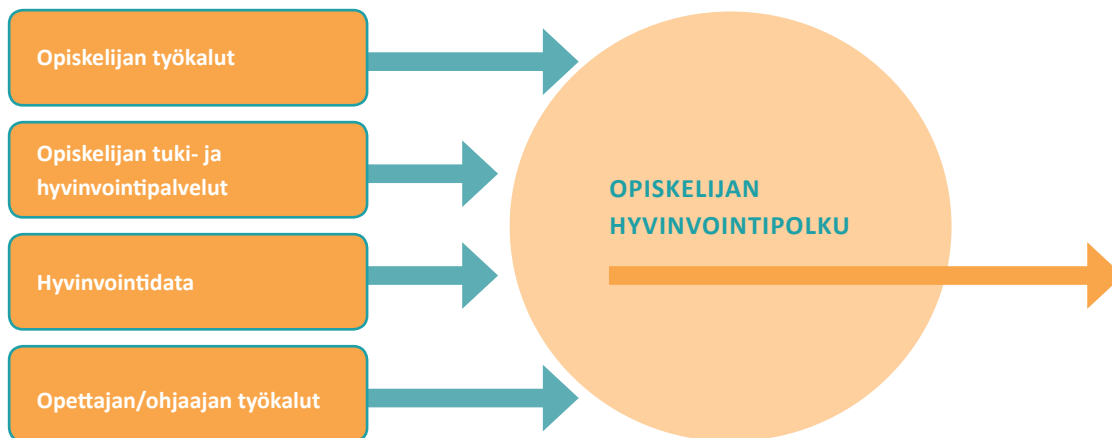 Opiskelijan työkalut
Opiskelijan tuki- ja
hyvinvointipalvelut
Hyvinvointidata
Opettajan/ohjaajan työkalut
OPISKELIJAN
HYVINVOINTIPOLKU